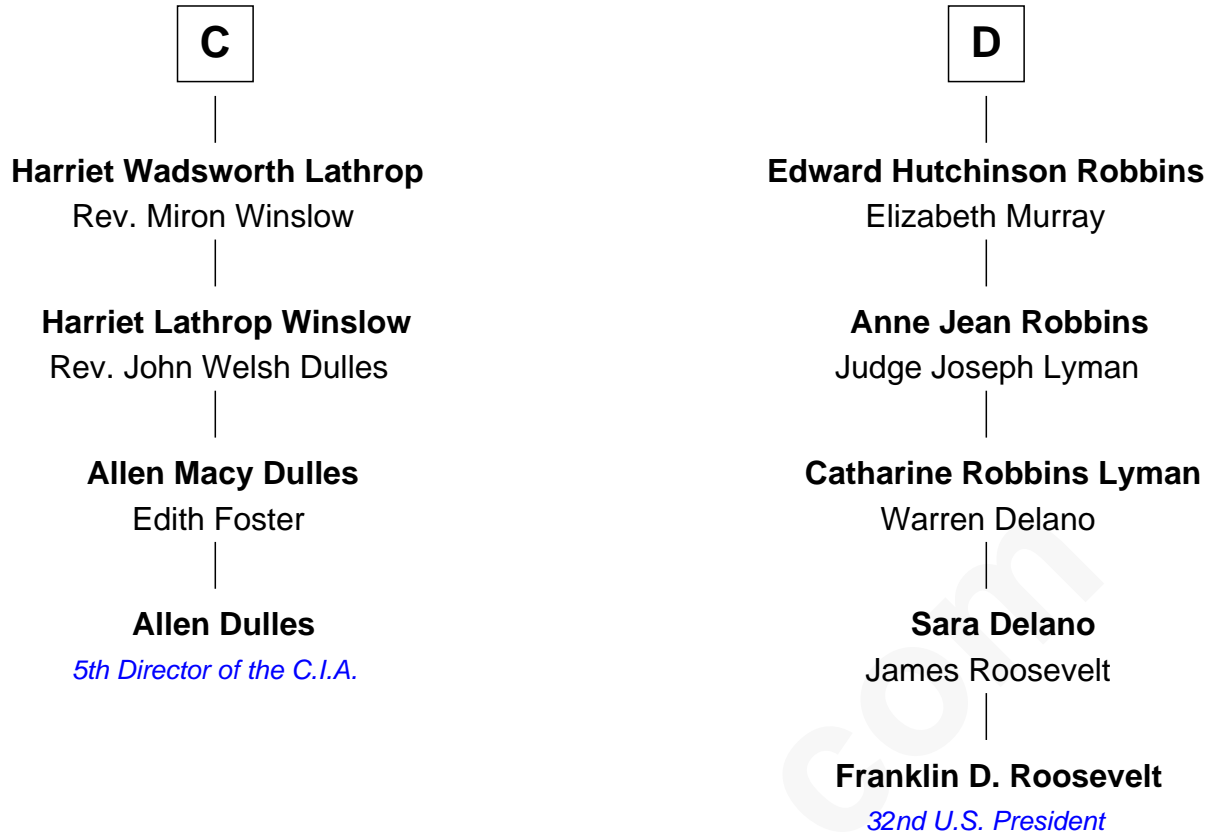 C
Harriet Wadsworth Lathrop
Rev. Miron Winslow
Harriet Lathrop Winslow
Rev. John Welsh Dulles
Allen Macy Dulles
Edith Foster
Allen Dulles
5th Director of the C.I.A.
D
Edward Hutchinson Robbins
Elizabeth Murray
Anne Jean Robbins
Judge Joseph Lyman
Catharine Robbins Lyman
Warren Delano
Sara Delano
James Roosevelt
Franklin D. Roosevelt
32nd U.S. President
com